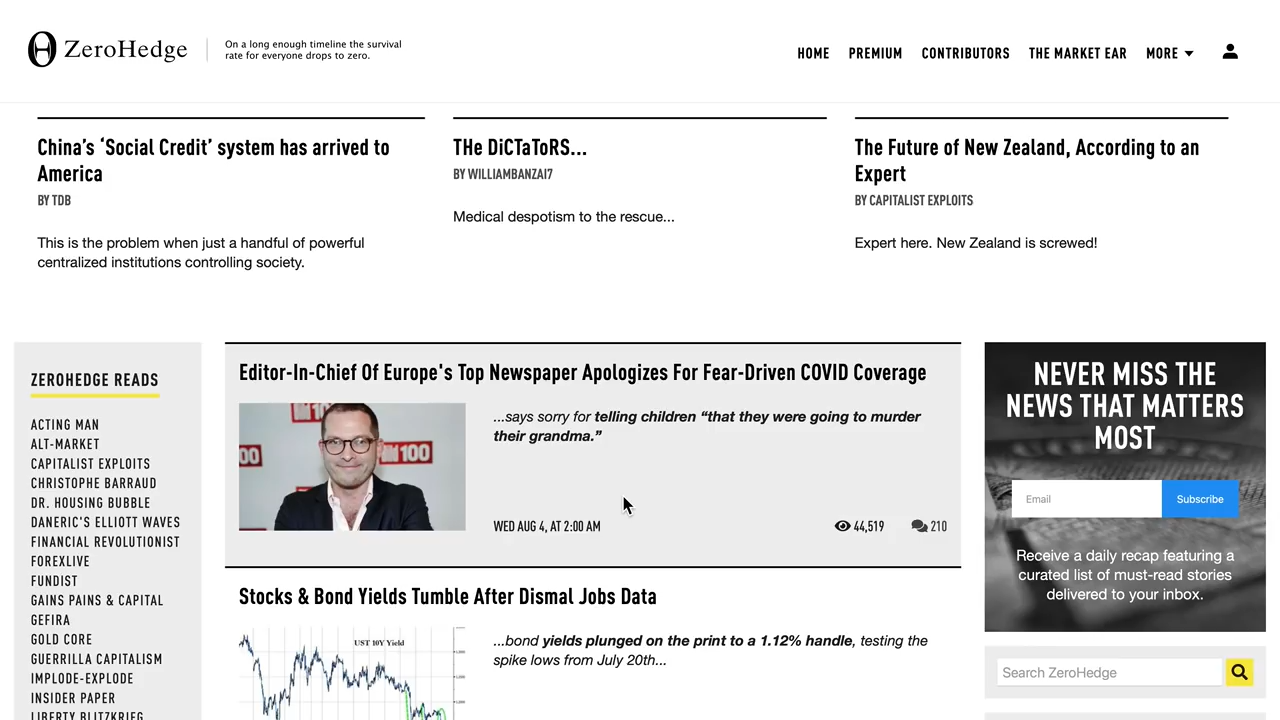 ZeroHedge
On a long enough timeline the survival
rate for everyone drops to zero.
HOME
PREMIUM
CONTRIBUTORS
THE MARKET EAR
MORE
China's ‘Social Credit’ system has arrived to
America
BY TDB
This is the problem when just a handful of powerful
centralized institutions controlling society.
THe DiCTaToRS...
BY WILLIAMBANZAI7
Medical despotism to the rescue...
The Future of New Zealand, According to an
Expert
BY CAPITALIST EXPLOITS
Expert here. New Zealand is screwed!
ZEROHEDGE READS
ACTING MAN
ALT-MARKET
CAPITALIST EXPLOITS
CHRISTOPHE BARRAUD
DR. HOUSING BUBBLE
DANERIC'S ELLIOTT WAVES
FINANCIAL REVOLUTIONIST
FOREXLIVE
FUNDIST
GAINS PAINS & CAPITAL
GEFIRA
GOLD CORE
GUERRILLA CAPITALISM
IMPLODE-EXPLODE
INSIDER PAPER
LIBERTY BLITZKRIEG
Editor-In-Chief Of Europe's Top Newspaper Apologizes For Fear-Driven COVID Coverage
Bild 100
...says sorry for telling children “that they were going to murder
their grandma.”
WED AUG 4, AT 2:00 AM
44,519
210
Stocks & Bond Yields Tumble After Dismal Jobs Data
UST 10Y Yield
...bond yields plunged on the print to a 1.12% handle, testing the
spike lows from July 20th...
NEVER MISS THE
NEWS THAT MATTERS
MOST
Email
Subscribe
Receive a daily recap featuring a
curated list of must-read stories
delivered to your inbox.
Search ZeroHedge